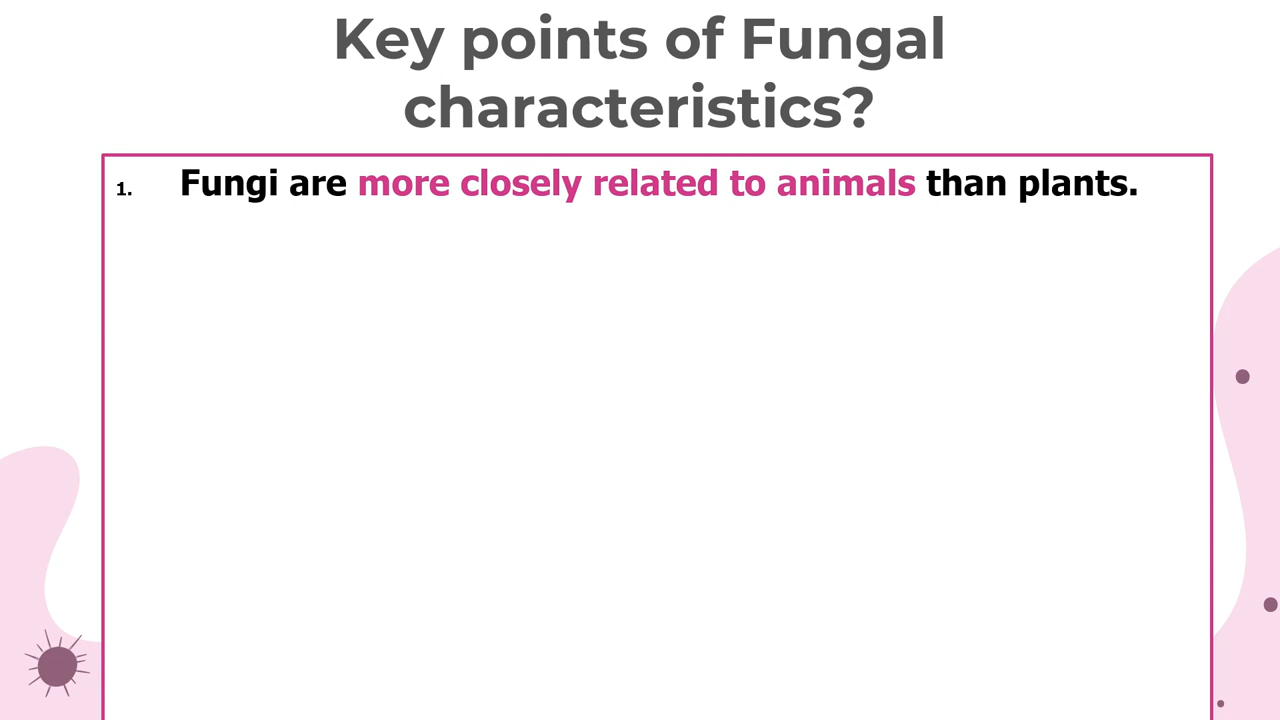 Key points of Fungal
characteristics?
1. Fungi are more closely related to animals than plants.